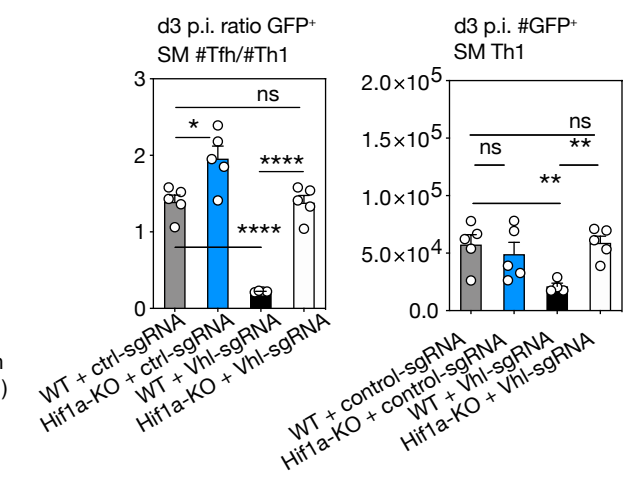 d3 p.i. ratio GFP⁺
SM #Tfh/#Th1
3
2
1
0
ns
*
****
****
WT + ctrl-sgRNA
Hif1a-KO + ctrl-sgRNA
WT + Vhl-sgRNA
Hif1a-KO + Vhl-sgRNA
d3 p.i. #GFP⁺
SM Th1
2.0×10⁵
1.5×10⁵
1.0×10⁵
5.0×10⁴
0.0
ns
ns
**
**
WT + control-sgRNA
Hif1a-KO + control-sgRNA
WT + Vhl-sgRNA
Hif1a-KO + Vhl-sgRNA
)